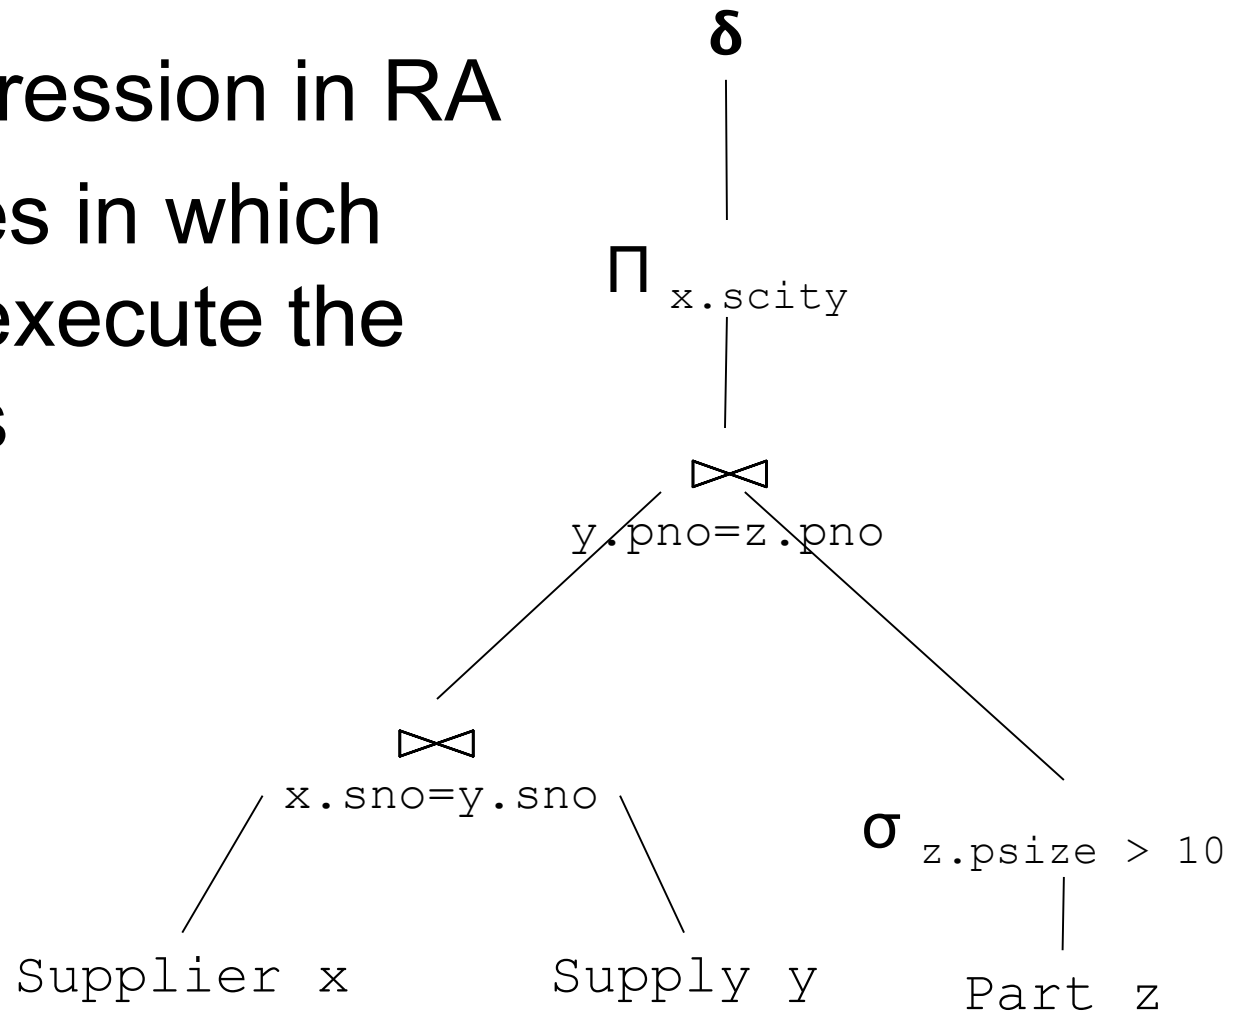 ression in RA
es in which
execute the
s
δ
Π x.scity
⋈
y.pno=z.pno
⋈
x.sno=y.sno
σ z.psize > 10
Supplier x
Supply y
Part z